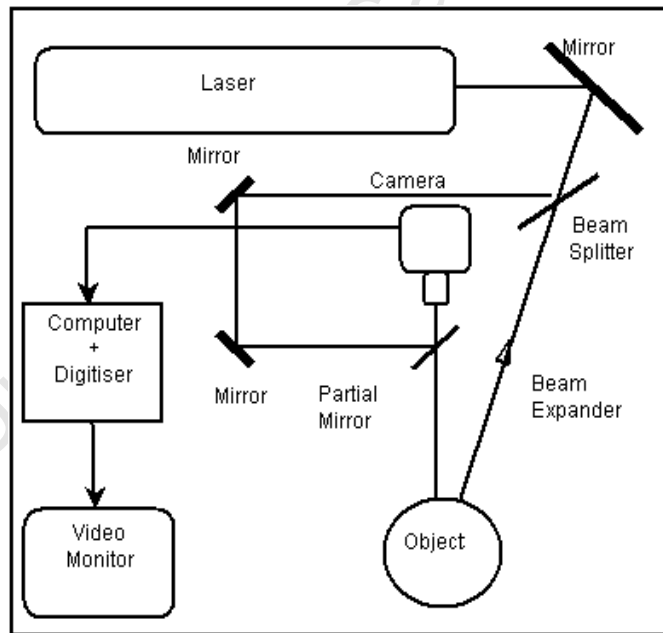 Mirror
Laser
Mirror
Camera
Beam
Splitter
Computer
+
Digitiser
Mirror
Partial
Mirror
Beam
Expander
Video
Monitor
Object